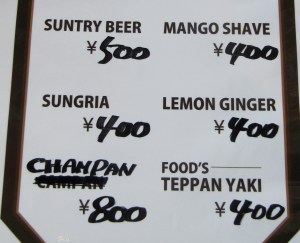 SUNTRY BEER
¥500
MANGO SHAVE
¥400
SUNGRIA
¥400
LEMON GINGER
¥400
CHANPAN
CAMPAN
¥800
FOOD'S
TEPPAN YAKI
¥400